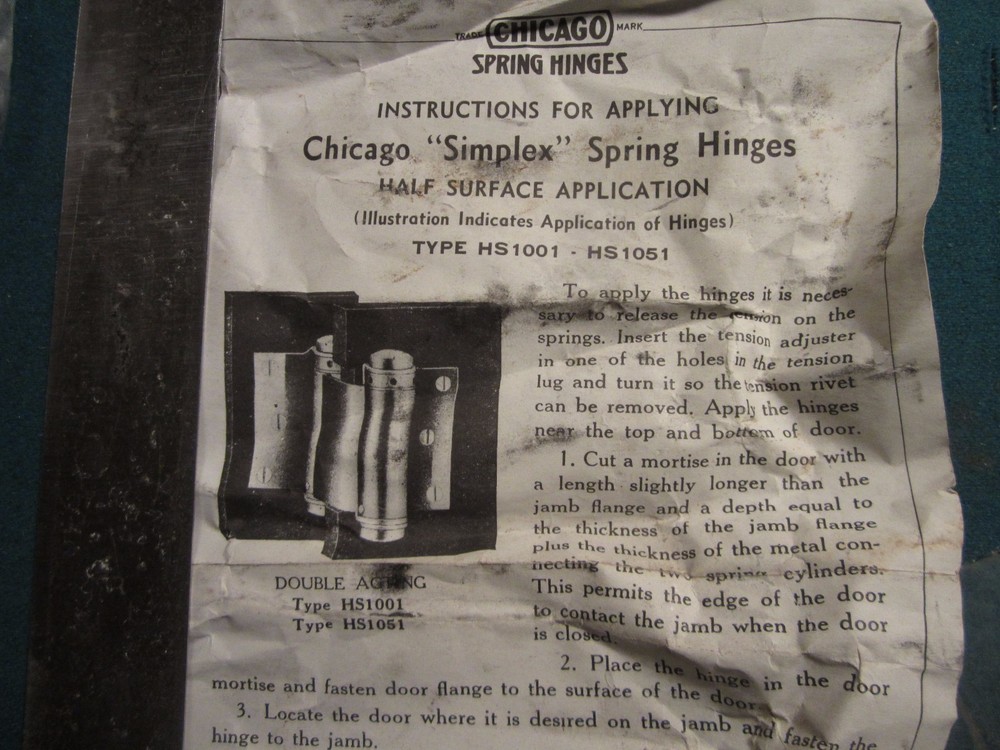 TRADE CHICAGO MARK
SPRING HINGES
INSTRUCTIONS FOR APPLYING
Chicago "Simplex" Spring Hinges
HALF SURFACE APPLICATION
(Illustration Indicates Application of Hinges)
TYPE HS1001 - HS1051
To apply the hinges it is neces-
sary to release the tension on the
springs. Insert the tension adjuster
in one of the holes in the tension
lug and turn it so the tension rivet
can be removed. Apply the hinges
near the top and bottom of door.
1. Cut a mortise in the door with
a length slightly longer than the
jamb flange and a depth equal to
the thickness of the jamb flange
plus the thickness of the metal con-
necting the two spring cylinders.
This permits the edge of the door
to contact the jamb when the door
is closed.
DOUBLE ACTING
Type HS1001
Type HS1051
2. Place the hinge in the door
mortise and fasten door flange to the surface of the door.
3. Locate the door where it is desired on the jamb and fasten the
hinge to the jamb.